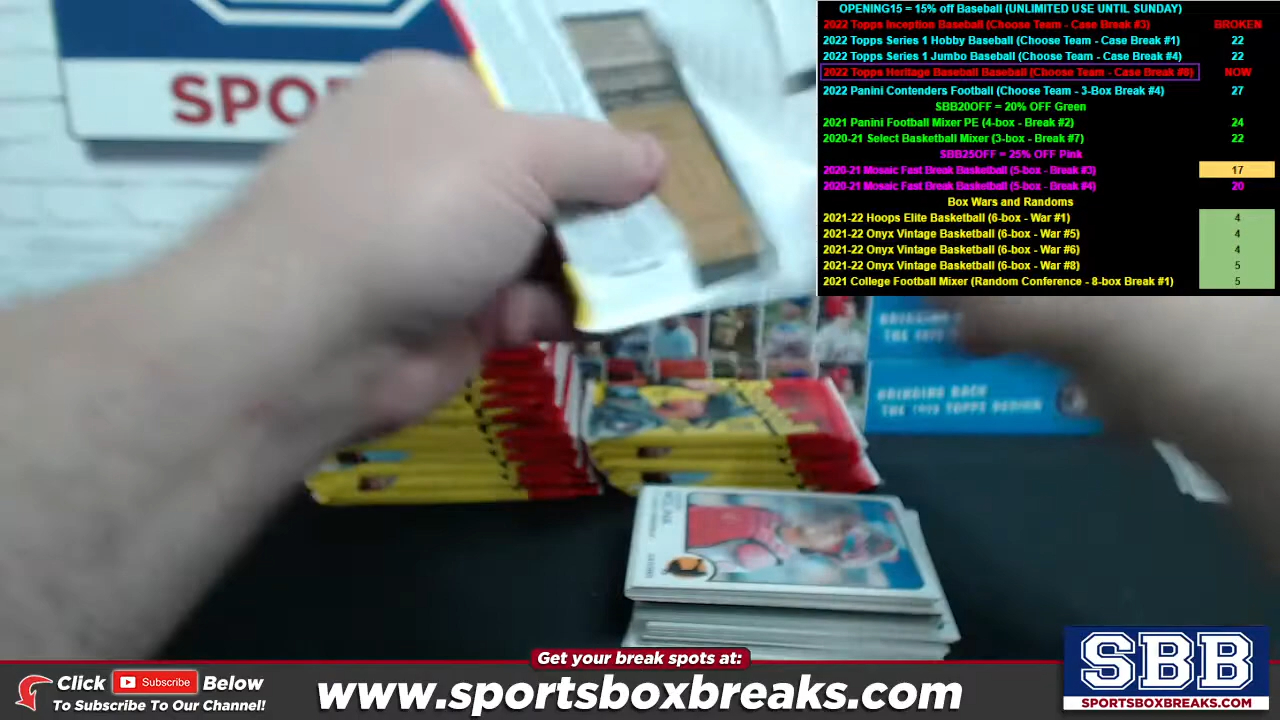 SPO
OPENING15 = 15% off Baseball (UNLIMITED USE UNTIL SUNDAY)
2022 Topps Inception Baseball (Choose Team - Case Break #3) BROKEN
2022 Topps Series 1 Hobby Baseball (Choose Team - Case Break #1) 22
2022 Topps Series 1 Jumbo Baseball (Choose Team - Case Break #4) 22
2022 Topps Heritage Baseball Baseball (Choose Team - Case Break #8) NOW
2022 Panini Contenders Football (Choose Team - 3-Box Break #4) 27
SBB20OFF = 20% OFF Green
2021 Panini Football Mixer PE (4-box - Break #2) 24
2020-21 Select Basketball Mixer (3-box - Break #7) 22
SBB25OFF = 25% OFF Pink
2020-21 Mosaic Fast Break Basketball (5-box - Break #3) 17
2020-21 Mosaic Fast Break Basketball (5-box - Break #4) 20
Box Wars and Randoms
2021-22 Hoops Elite Basketball (6-box - War #1) 4
2021-22 Onyx Vintage Basketball (6-box - War #5) 4
2021-22 Onyx Vintage Basketball (6-box - War #6) 4
2021-22 Onyx Vintage Basketball (6-box - War #8) 5
2021 College Football Mixer (Random Conference - 8-box Break #1) 5
BRINGING BACK
THE 1973 TOPPS DESIGN
Get your break spots at:
Click Subscribe Below
To Subscribe To Our Channel!
www.sportsboxbreaks.com
SBB
SPORTSBOXBREAKS.COM